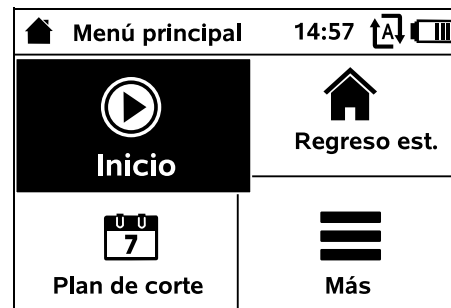 Menú principal 14:57 A
Inicio
Regreso est.
7
Plan de corte
Más